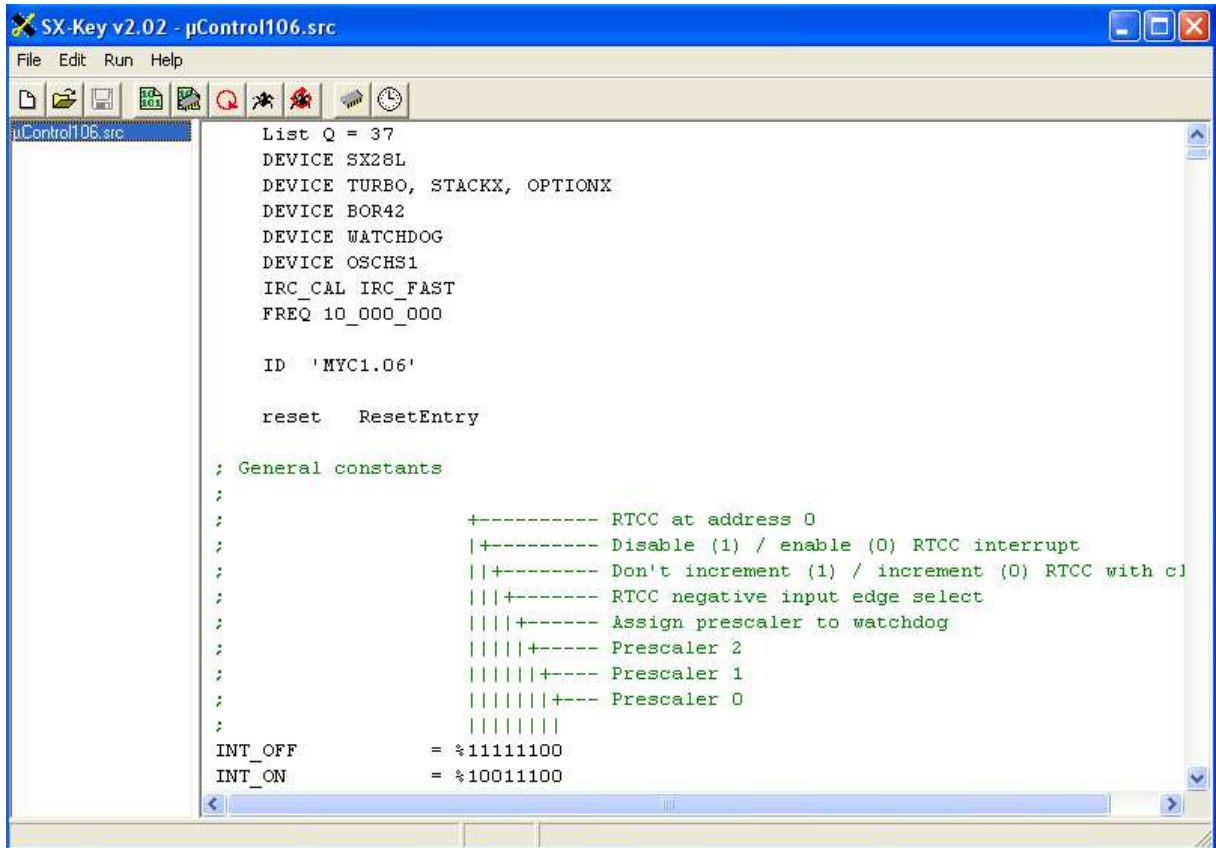 SX-Key v2.02 - µControl106.src
File Edit Run Help
µControl106.src
List Q = 37
DEVICE SX28L
DEVICE TURBO, STACKX, OPTIONX
DEVICE BOR42
DEVICE WATCHDOG
DEVICE OSCHS1
IRC_CAL IRC_FAST
FREQ 10_000_000
ID 'MYC1.06'
reset ResetEntry
; General constants
;
; +---------- RTCC at address 0
; |+--------- Disable (1) / enable (0) RTCC interrupt
; ||+-------- Don't increment (1) / increment (0) RTCC with cl
; |||+------- RTCC negative input edge select
; ||||+------ Assign prescaler to watchdog
; |||||+----- Prescaler 2
; ||||||+---- Prescaler 1
; |||||||+--- Prescaler 0
; ||||||||
INT_OFF = %11111100
INT_ON = %10011100